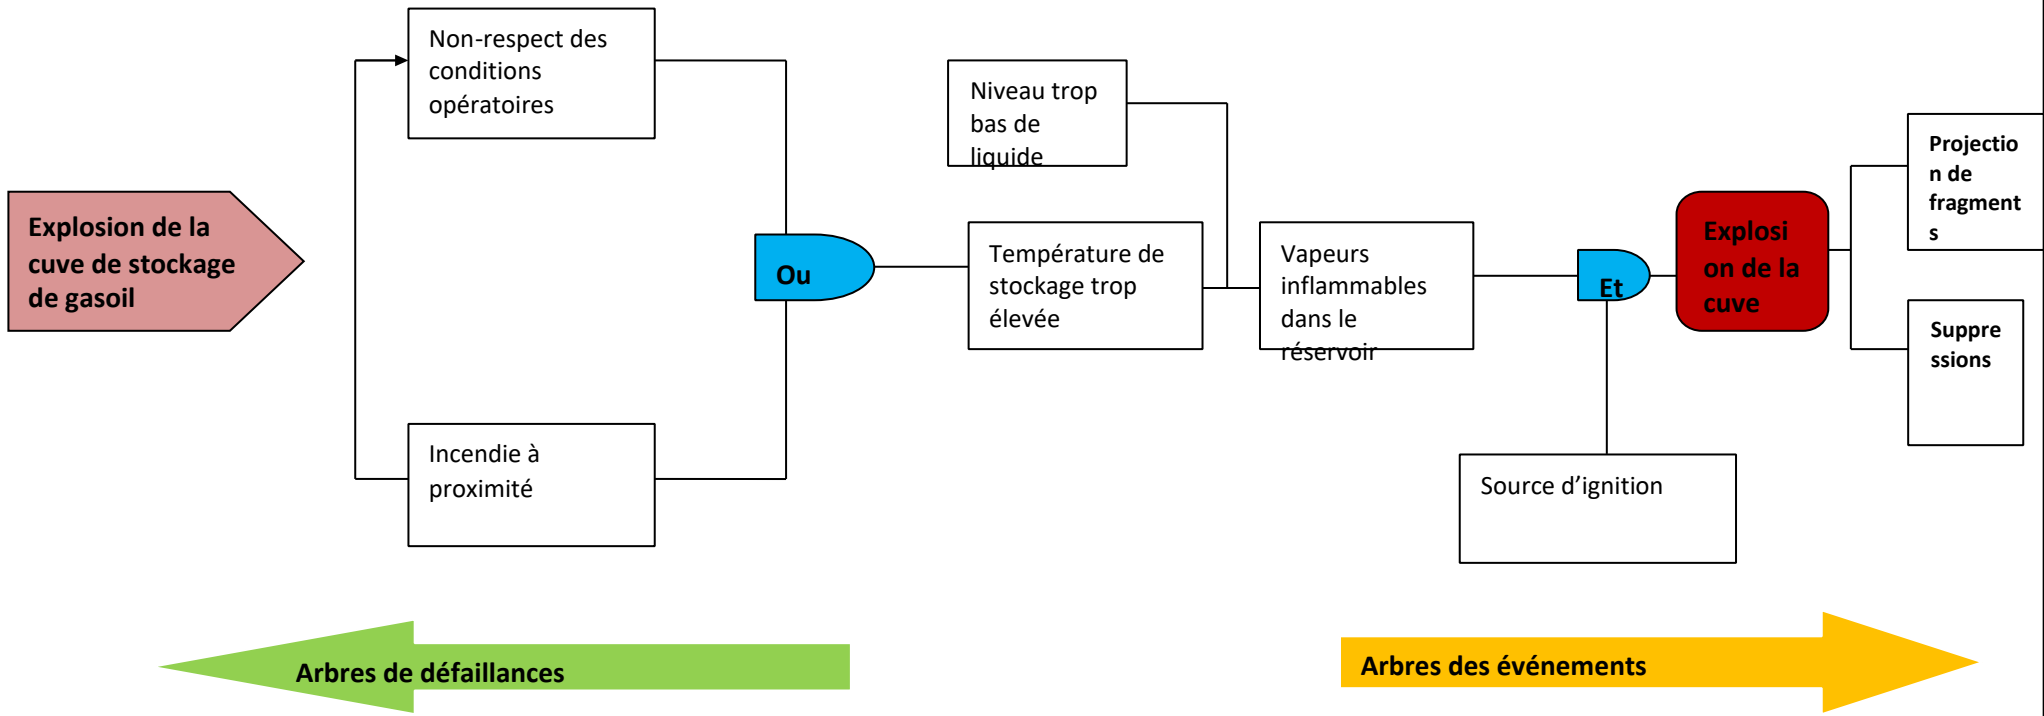 Non-respect des
conditions
opératoires
Niveau trop
bas de
liquide
Projectio
n de
fragment
s
Explosion de la
cuve de stockage
de gasoil
Ou
Température de
stockage trop
élevée
Vapeurs
inflammables
dans le
réservoir
Et
Explosi
on de la
cuve
Suppre
ssions
Incendie à
proximité
Source d’ignition
Arbres de défaillances
Arbres des événements